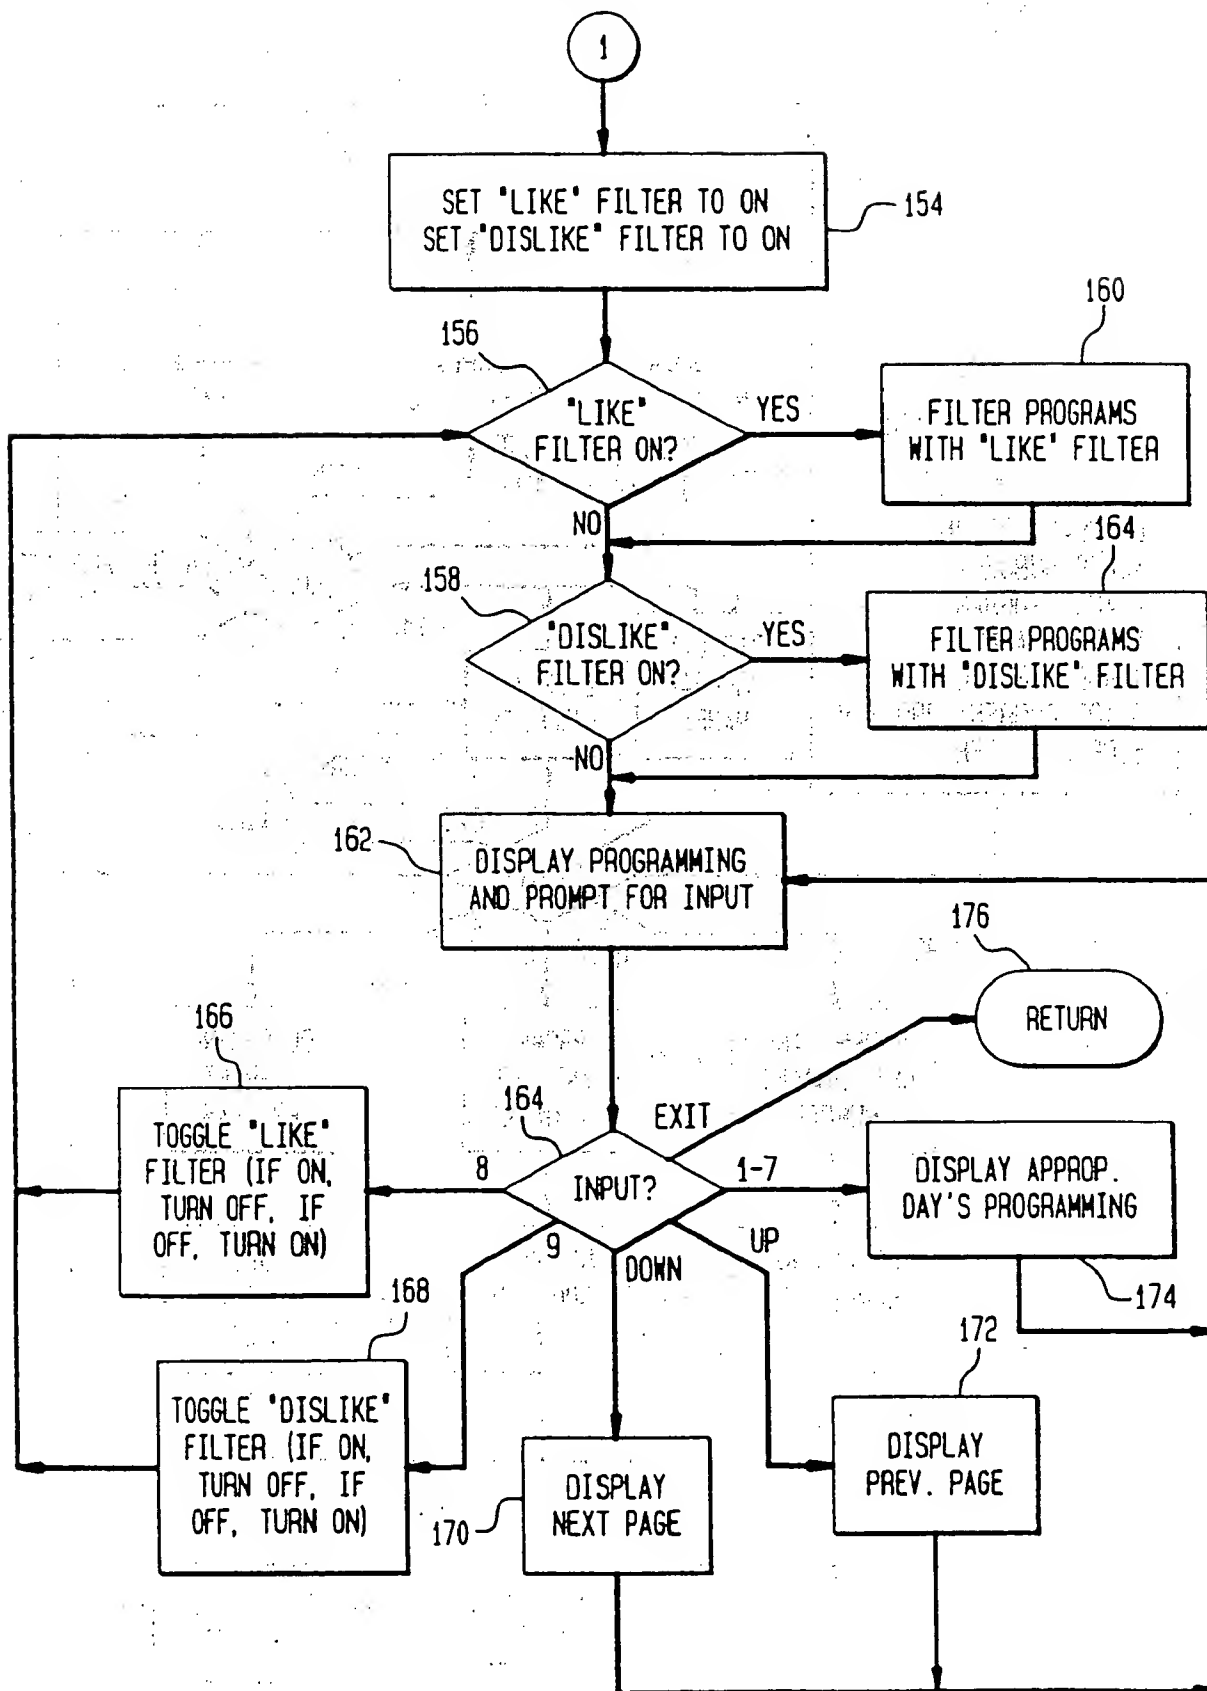 1
SET "LIKE" FILTER TO ON
SET "DISLIKE" FILTER TO ON
154
156
"LIKE"
FILTER ON?
YES
NO
160
FILTER PROGRAMS
WITH "LIKE" FILTER
158
"DISLIKE"
FILTER ON?
YES
NO
164
FILTER PROGRAMS
WITH "DISLIKE" FILTER
162
DISPLAY PROGRAMMING
AND PROMPT FOR INPUT
176
RETURN
164
INPUT?
EXIT
8
9
DOWN
UP
1-7
166
TOGGLE "LIKE"
FILTER (IF ON,
TURN OFF, IF
OFF, TURN ON)
DISPLAY APPROP.
DAY'S PROGRAMMING
174
168
TOGGLE "DISLIKE"
FILTER (IF ON,
TURN OFF, IF
OFF, TURN ON)
170
DISPLAY
NEXT PAGE
172
DISPLAY
PREV. PAGE